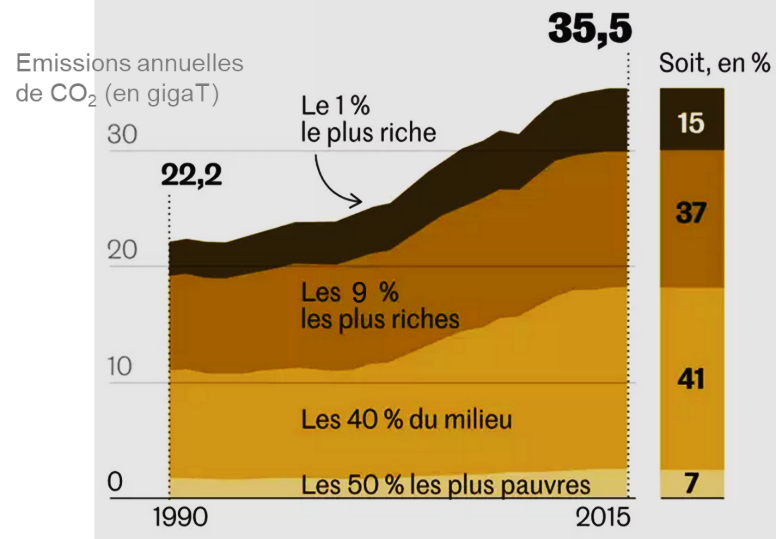 35,5
Emissions annuelles
de CO₂ (en gigaT)
Soit, en %
Le 1 %
le plus riche
30
15
22,2
37
20
Les 9 %
les plus riches
10
41
Les 40 % du milieu
0
Les 50 % les plus pauvres
7
1990
2015